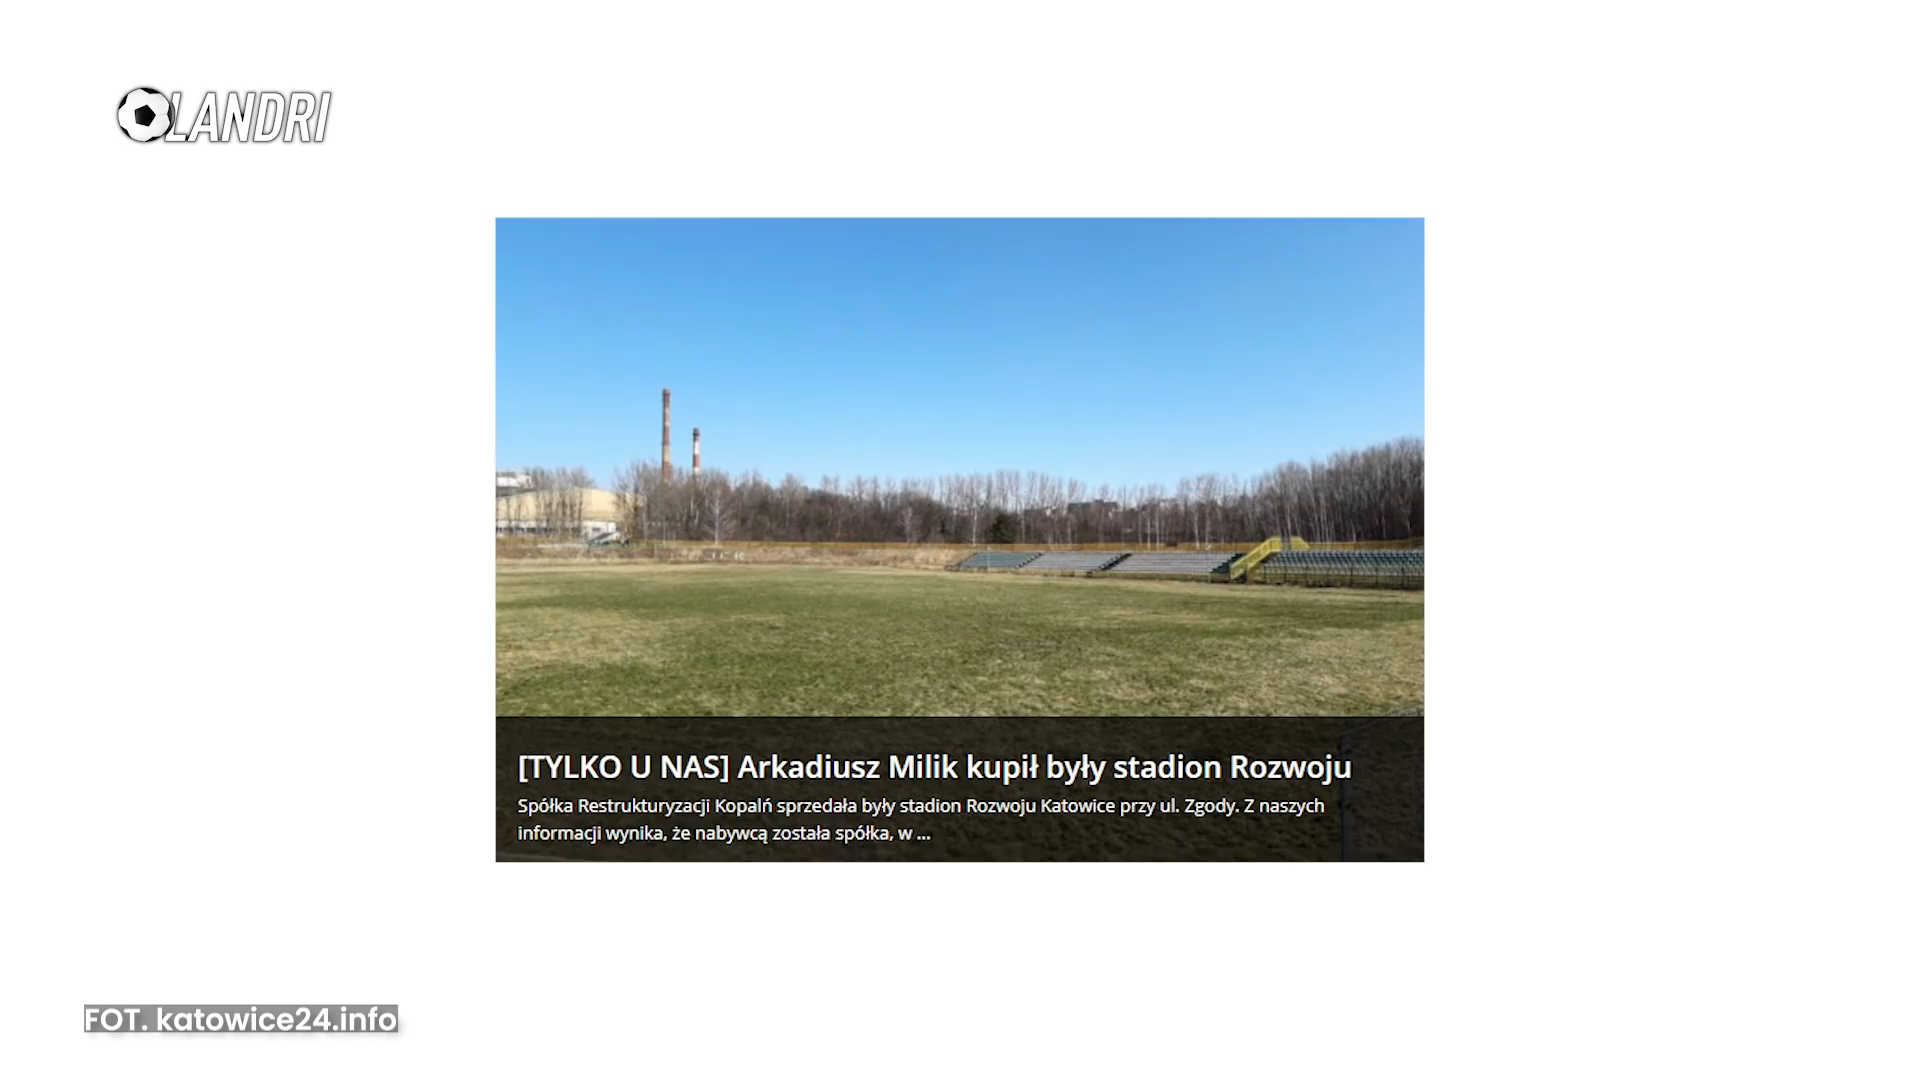 LANDRI
[TYLKO U NAS] Arkadiusz Milik kupił były stadion Rozwoju
Spółka Restrukturyzacji Kopalń sprzedała były stadion Rozwoju Katowice przy ul. Zgody. Z naszych
informacji wynika, że nabywcą została spółka, w ...
FOT. katowice24.info